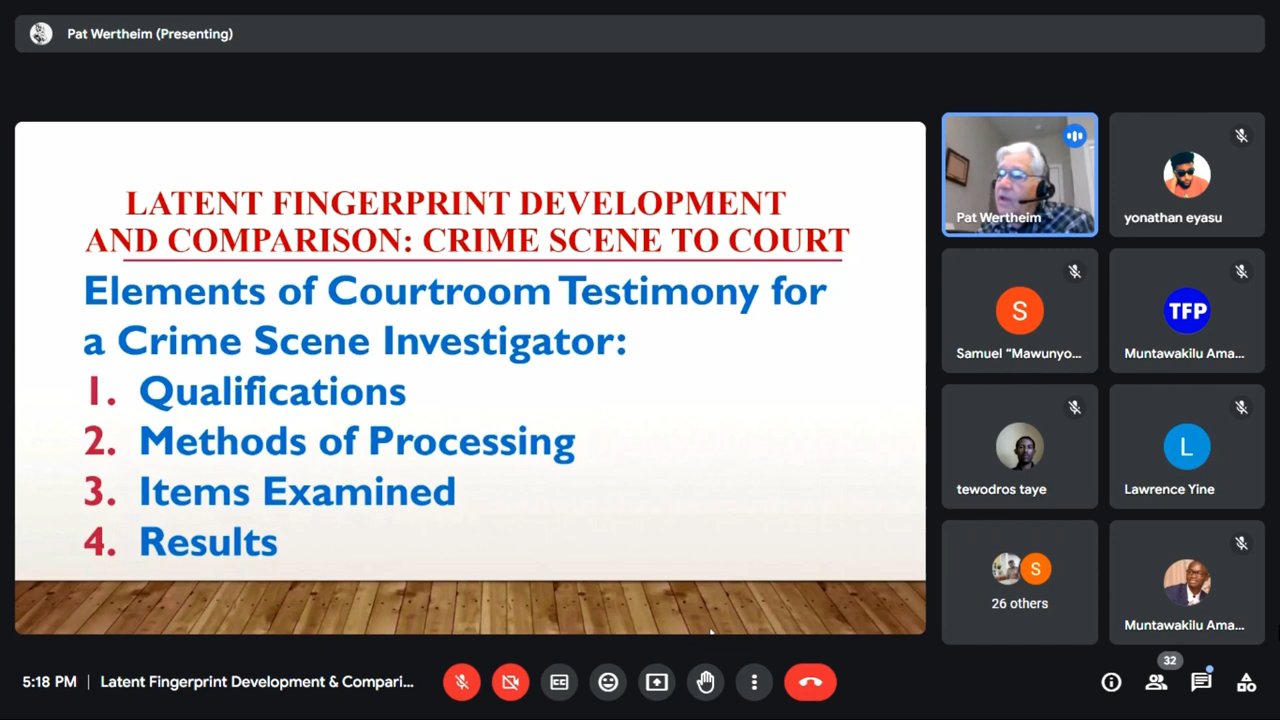 Pat Wertheim (Presenting)
LATENT FINGERPRINT DEVELOPMENT
AND COMPARISON: CRIME SCENE TO COURT
Elements of Courtroom Testimony for
a Crime Scene Investigator:
1. Qualifications
2. Methods of Processing
3. Items Examined
4. Results
Pat Wertheim
yonathan eyasu
S
Samuel “Mawunyo...
TFP
Muntawakilu Ama...
tewodros taye
L
Lawrence Yine
S
26 others
Muntawakilu Ama...
5:18 PM | Latent Fingerprint Development & Compari...
CC
32